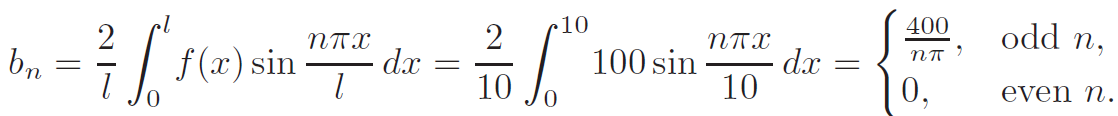 $b_n = \frac{2}{l} \int_0^l f(x) \sin \frac{n\pi x}{l} \, dx = \frac{2}{10} \int_0^{10} 100 \sin \frac{n\pi x}{10} \, dx = \begin{cases} \frac{400}{n\pi}, & \text{odd } n, \\ 0, & \text{even } n. \end{cases}$